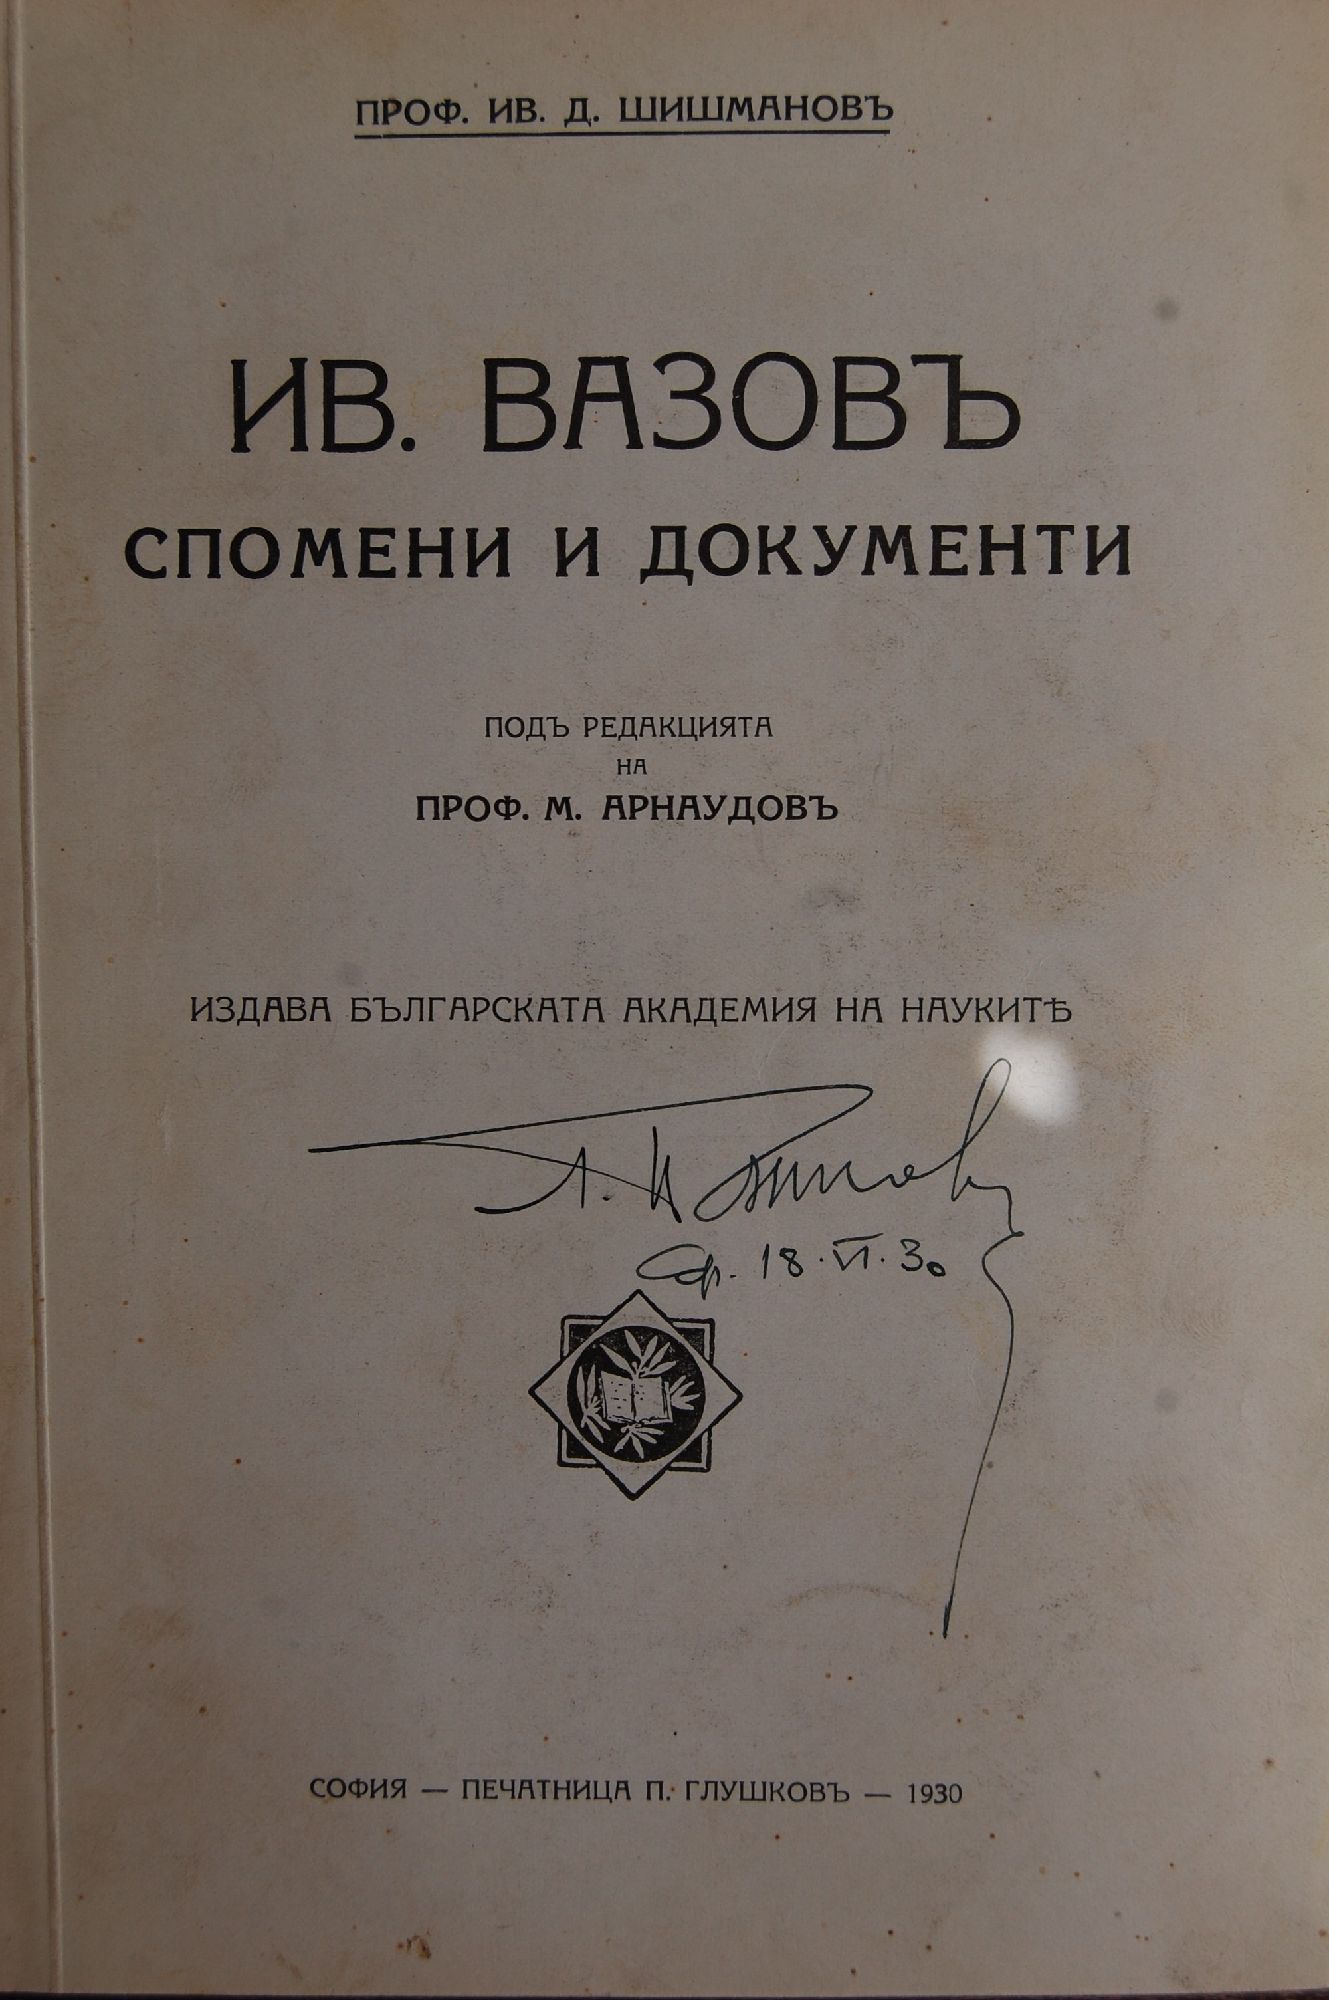 ПРОФ. ИВ. Д. ШИШМАНОВЪ
ИВ. ВАЗОВЪ
СПОМЕНИ И ДОКУМЕНТИ
ПОДЪ РЕДАКЦИЯТА
НА
ПРОФ. М. АРНАУДОВЪ
ИЗДАВА БЪЛГАРСКАТА АКАДЕМИЯ НА НАУКИТѢ
Сф. 18.VI.30
СОФИЯ — ПЕЧАТНИЦА П. ГЛУШКОВЪ — 1930